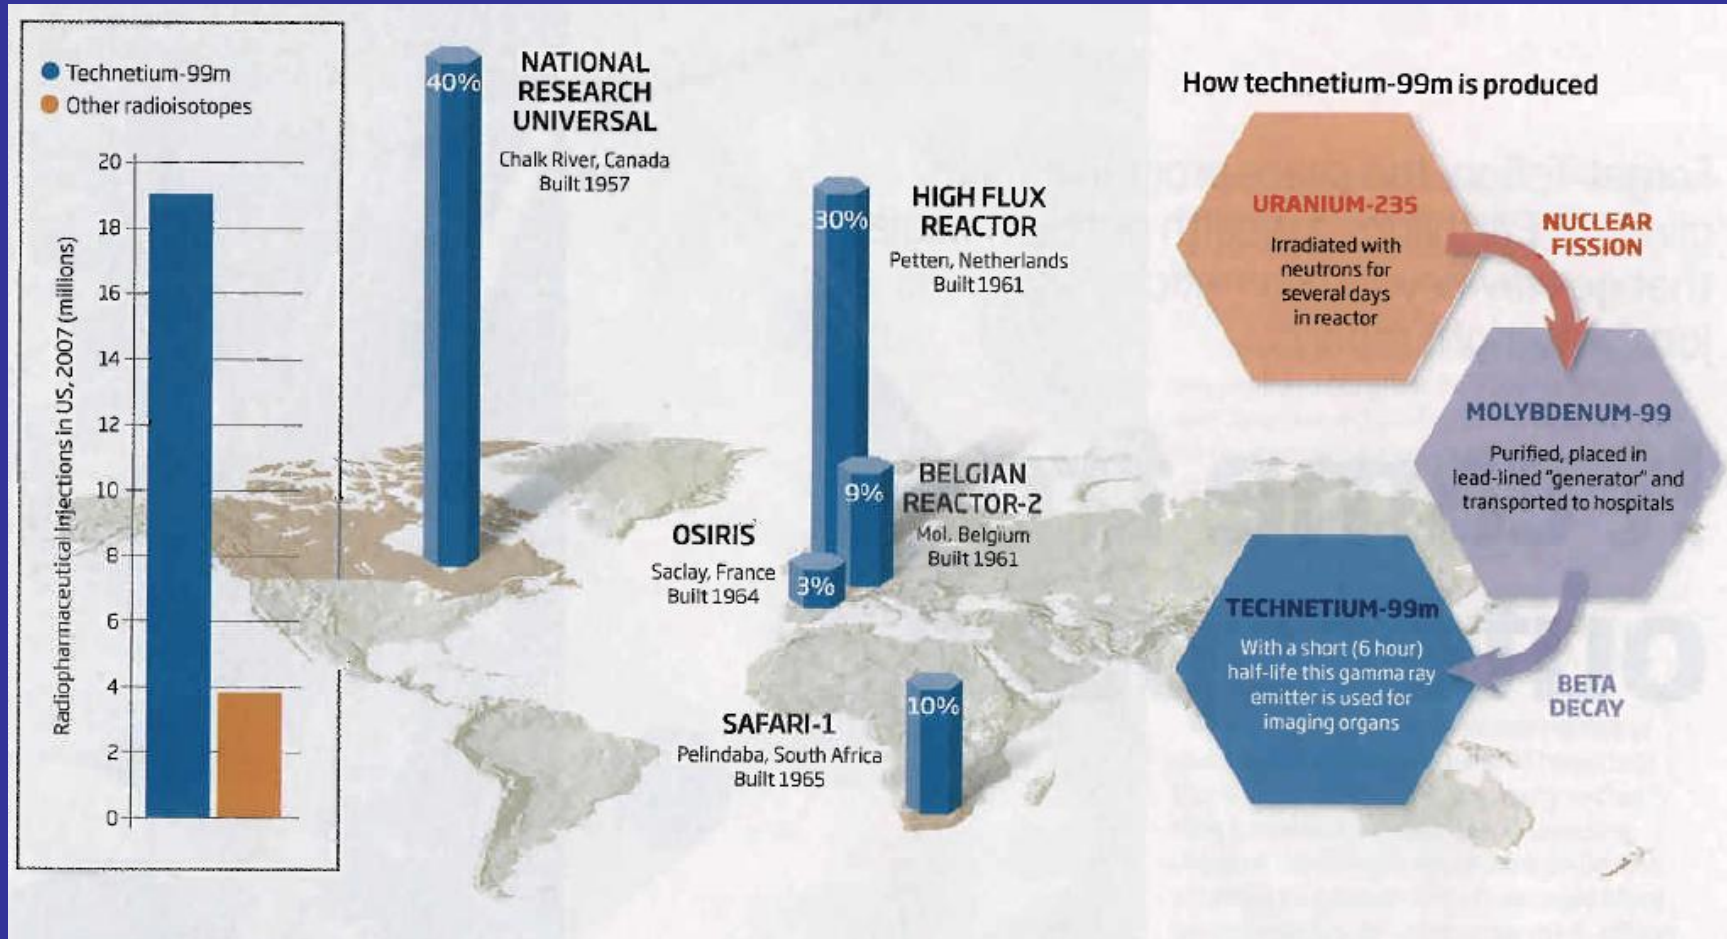 Technetium-99m
Other radioisotopes
Radiopharmaceutical injections in US, 2007 (millions)
20
18
16
14
12
10
8
6
4
2
0
40%
NATIONAL
RESEARCH
UNIVERSAL
Chalk River, Canada
Built 1957
30%
HIGH FLUX
REACTOR
Petten, Netherlands
Built 1961
9%
BELGIAN
REACTOR-2
Mol, Belgium
Built 1961
OSIRIS
Saclay, France
Built 1964
3%
SAFARI-1
Pelindaba, South Africa
Built 1965
10%
How technetium-99m is produced
URANIUM-235
Irradiated with
neutrons for
several days
in reactor
NUCLEAR
FISSION
MOLYBDENUM-99
Purified, placed in
lead-lined "generator" and
transported to hospitals
BETA
DECAY
TECHNETIUM-99m
With a short (6 hour)
half-life this gamma ray
emitter is used for
imaging organs